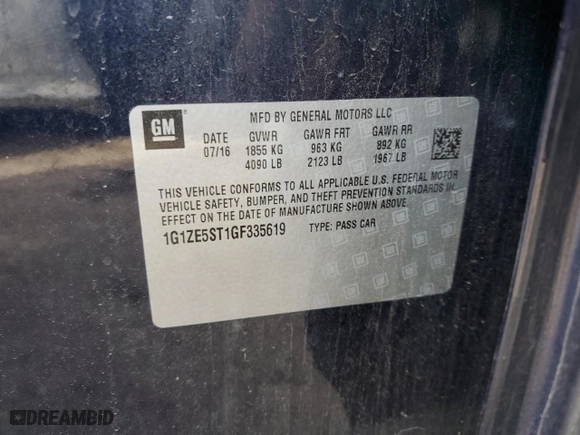 GM
MFD BY GENERAL MOTORS LLC
DATE GVWR GAWR FRT GAWR RR
07/16 1855 KG 963 KG 892 KG
4090 LB 2123 LB 1967 LB
THIS VEHICLE CONFORMS TO ALL APPLICABLE U.S. FEDERAL MOTOR
VEHICLE SAFETY, BUMPER, AND THEFT PREVENTION STANDARDS IN
EFFECT ON THE DATE OF MANUFACTURE SHOWN ABOVE.
1G1ZE5ST1GF335619 TYPE: PASS CAR
DREAMBID